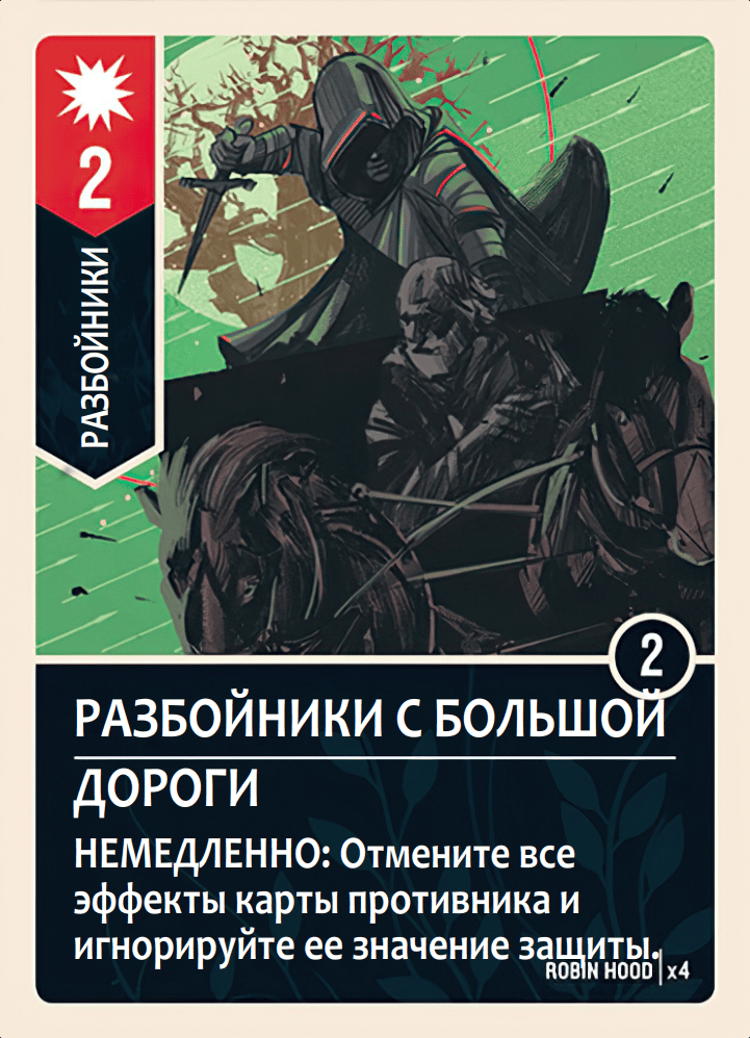 2
РАЗБОЙНИКИ
2
РАЗБОЙНИКИ С БОЛЬШОЙ
ДОРОГИ
НЕМЕДЛЕННО: Отмените все
эффекты карты противника и
игнорируйте ее значение защиты.
ROBIN HOOD x4